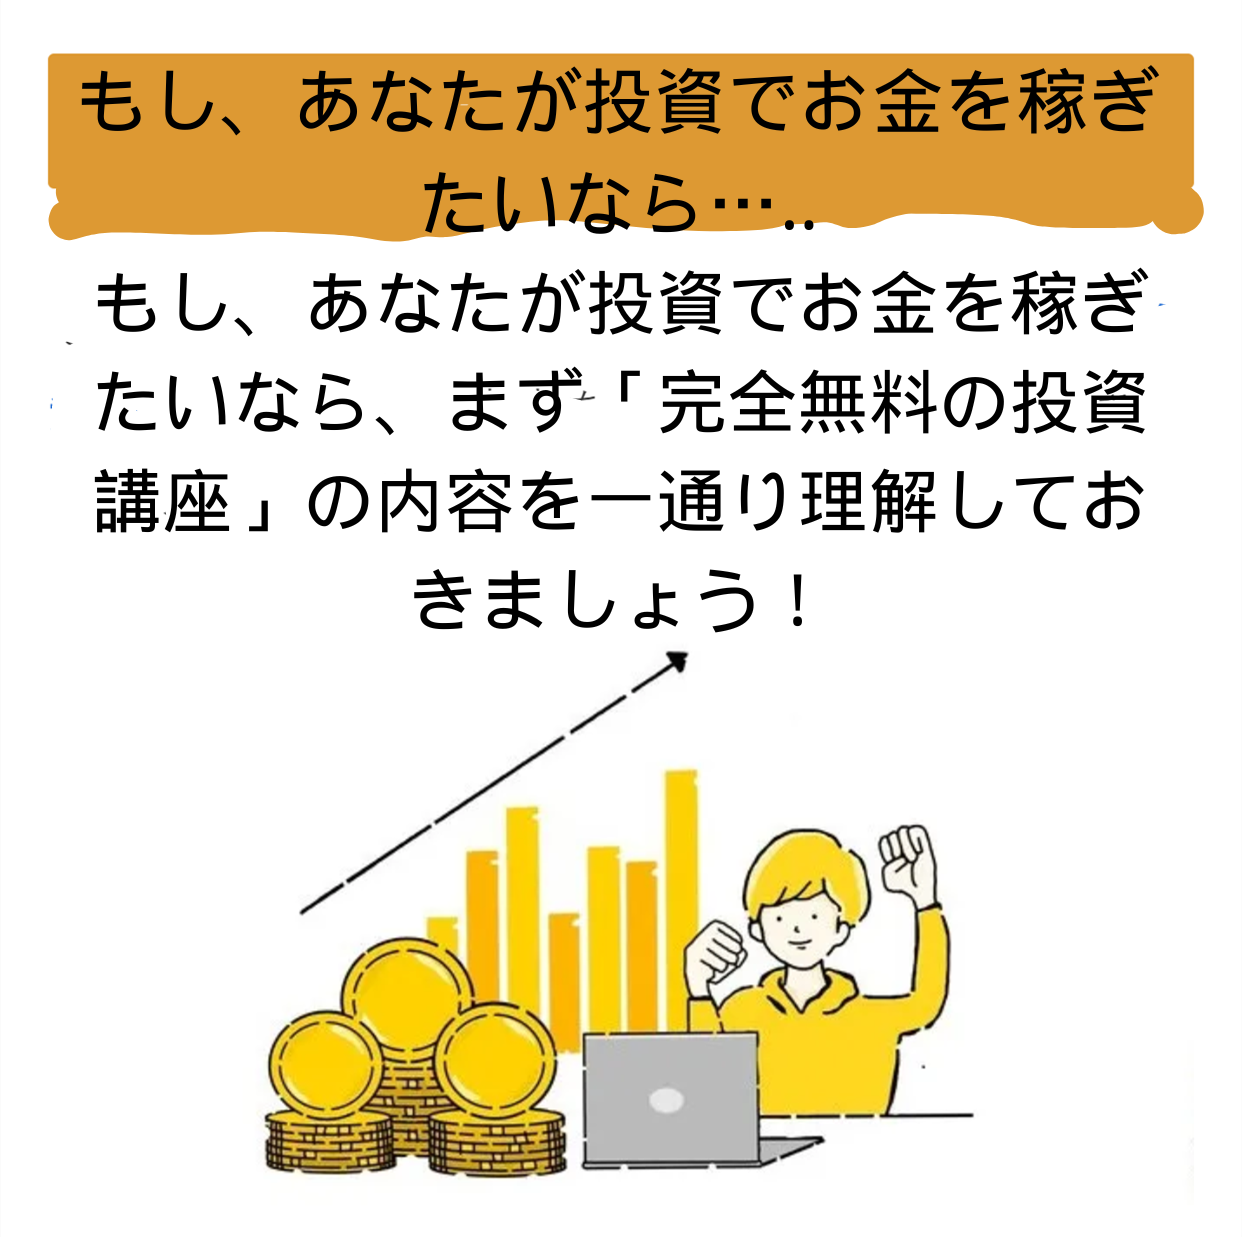 もし、あなたが投資でお金を稼ぎ
たいなら…..
もし、あなたが投資でお金を稼ぎ
たいなら、まず「完全無料の投資
講座」の内容を一通り理解してお
きましょう！